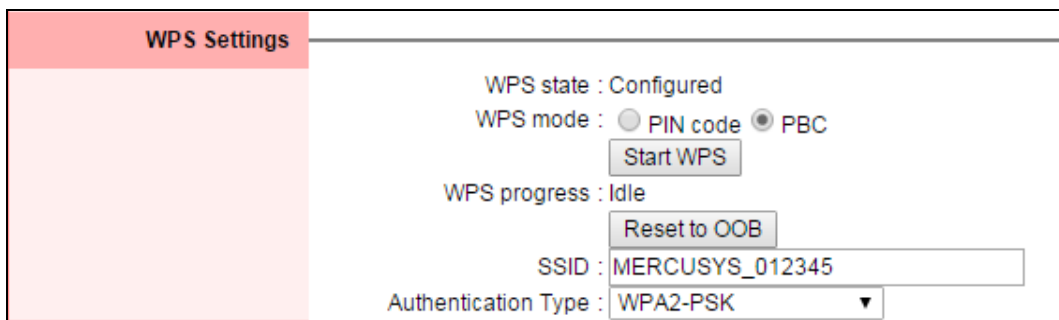 WPS Settings
WPS state : Configured
WPS mode : PIN code PBC
Start WPS
WPS progress : Idle
Reset to OOB
SSID : MERCUSYS_012345
Authentication Type : WPA2-PSK